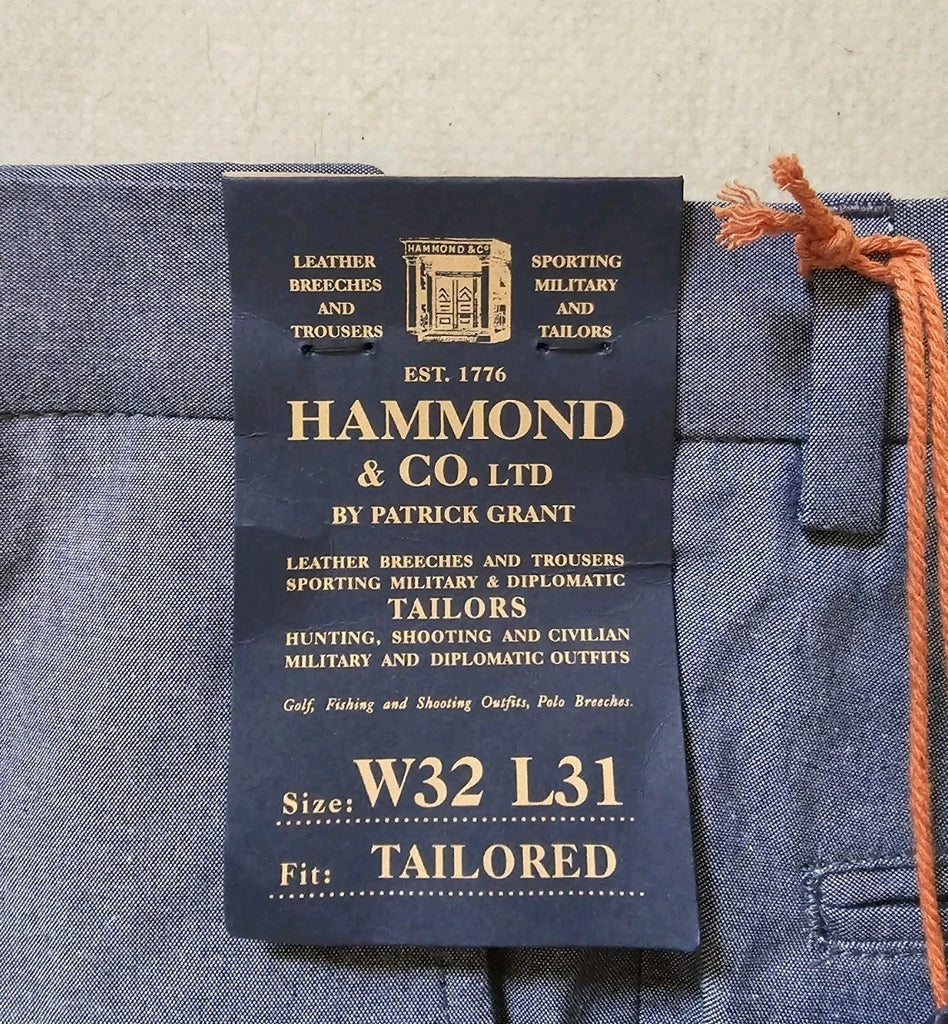 LEATHER
BREECHES
AND
TROUSERS
HAMMOND & Co
SPORTING
MILITARY
AND
TAILORS
EST. 1776
HAMMOND
& CO. LTD
BY PATRICK GRANT
LEATHER BREECHES AND TROUSERS
SPORTING MILITARY & DIPLOMATIC
TAILORS
HUNTING, SHOOTING AND CIVILIAN
MILITARY AND DIPLOMATIC OUTFITS
Golf, Fishing and Shooting Outfits, Polo Breeches.
Size: W32 L31
Fit: TAILORED